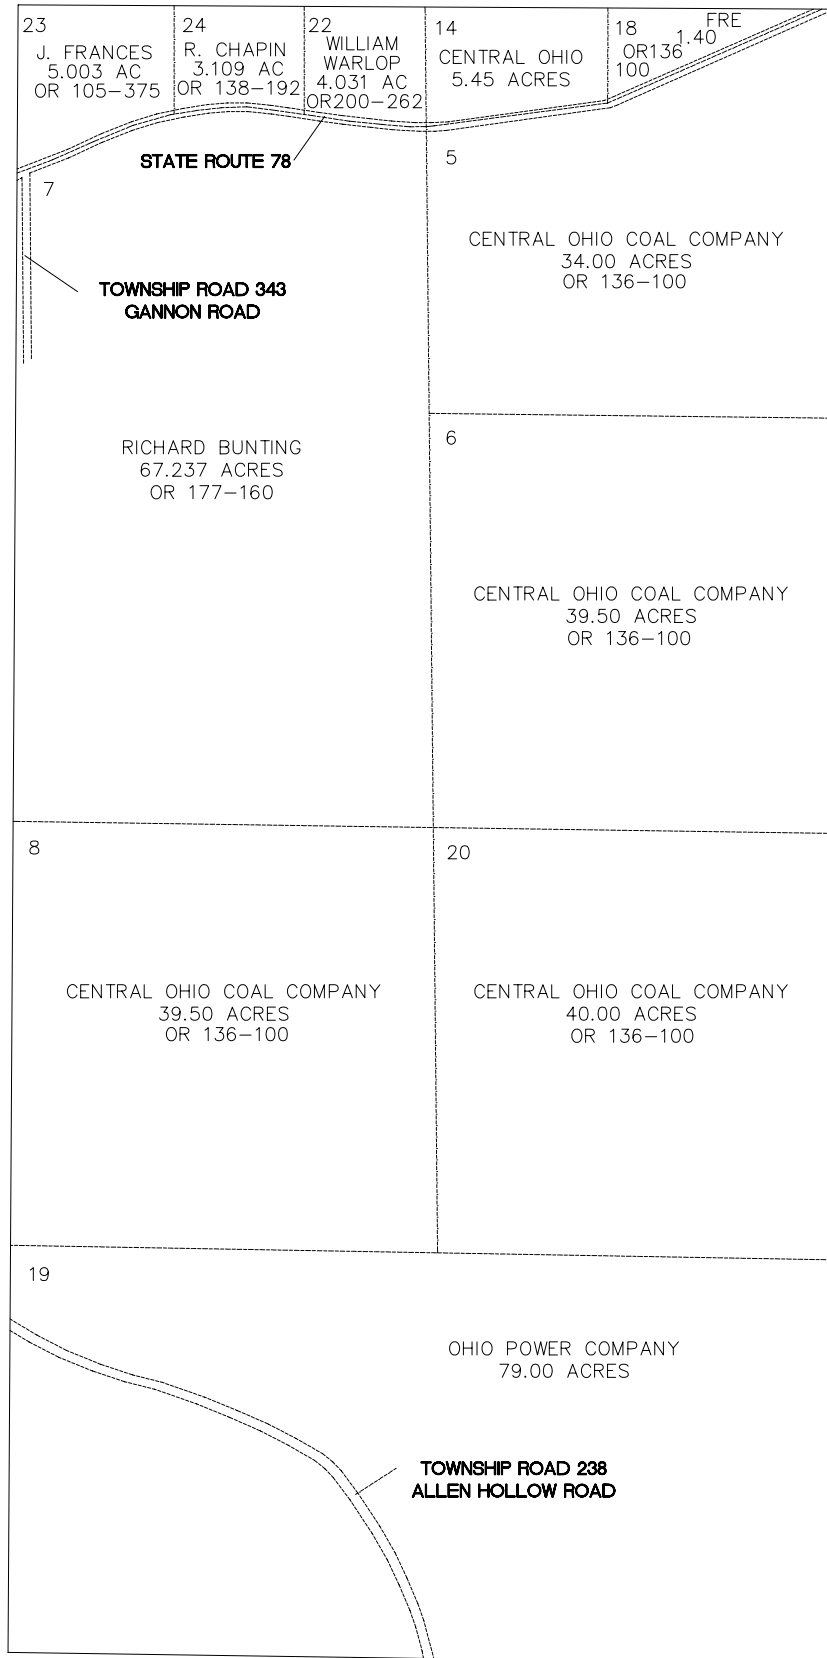 23
J. FRANCES
5.003 AC
OR 105-375
24
R. CHAPIN
3.109 AC
OR 138-192
22
WILLIAM
WARLOP
4.031 AC
OR200-262
14
CENTRAL OHIO
5.45 ACRES
18
FRE
1.40
OR136
100
STATE ROUTE 78
7
TOWNSHIP ROAD 343
GANNON ROAD
RICHARD BUNTING
67.237 ACRES
OR 177-160
5
CENTRAL OHIO COAL COMPANY
34.00 ACRES
OR 136-100
6
CENTRAL OHIO COAL COMPANY
39.50 ACRES
OR 136-100
8
CENTRAL OHIO COAL COMPANY
39.50 ACRES
OR 136-100
20
CENTRAL OHIO COAL COMPANY
40.00 ACRES
OR 136-100
19
OHIO POWER COMPANY
79.00 ACRES
TOWNSHIP ROAD 238
ALLEN HOLLOW ROAD